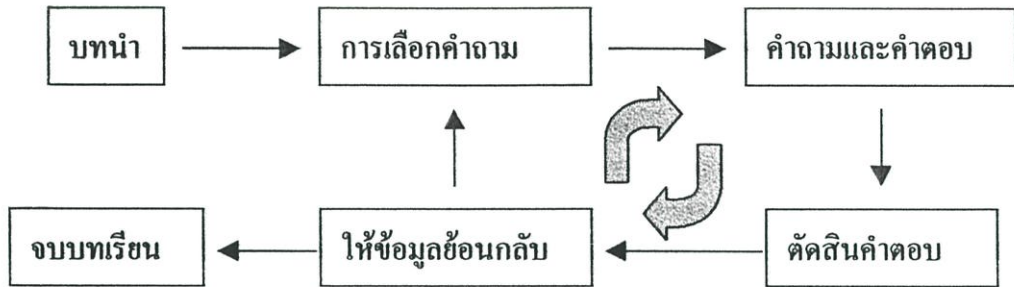 บทนำ
การเลือกคำถาม
คำถามและคำตอบ
จบบทเรียน
ให้ข้อมูลย้อนกลับ
ตัดสินคำตอบ